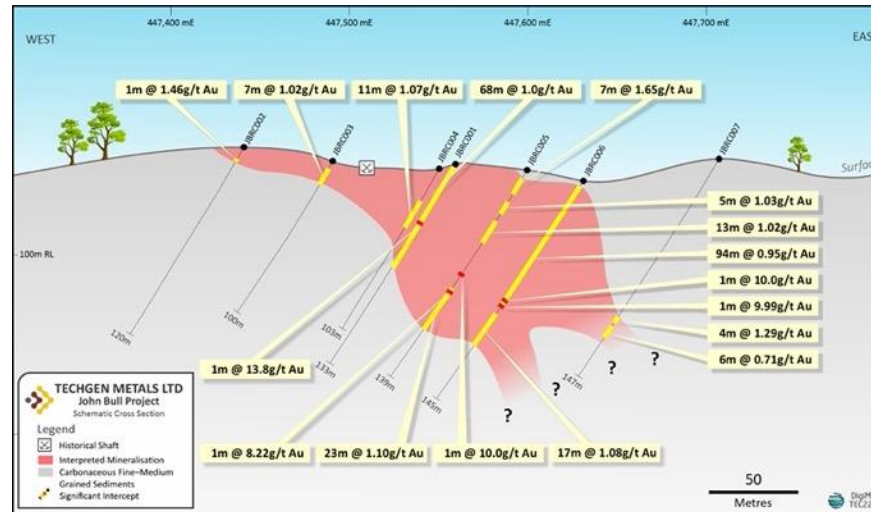 447,400 mE
447,500 mE
447,600 mE
447,700 mE
WEST
EAS
1m @ 1.46g/t Au
7m @ 1.02g/t Au
11m @ 1.07g/t Au
68m @ 1.0g/t Au
7m @ 1.65g/t Au
JBRC002
JBRC003
JBRC004
JBRC001
JBRC005
JBRC006
JBRC007
Surfac
5m @ 1.03g/t Au
13m @ 1.02g/t Au
100m RL
94m @ 0.95g/t Au
1m @ 10.0g/t Au
1m @ 9.99g/t Au
4m @ 1.29g/t Au
6m @ 0.71g/t Au
120m
100m
103m
133m
139m
145m
147m
?
?
?
?
1m @ 13.8g/t Au
TECHGEN METALS LTD
John Bull Project
Schematic Cross Section
Legend
Historical Shaft
Interpreted Mineralisation
Carbonaceous Fine-Medium
Grained Sediments
Significant Intercept
1m @ 8.22g/t Au
23m @ 1.10g/t Au
1m @ 10.0g/t Au
17m @ 1.08g/t Au
50
Metres
DigiM
TEC22